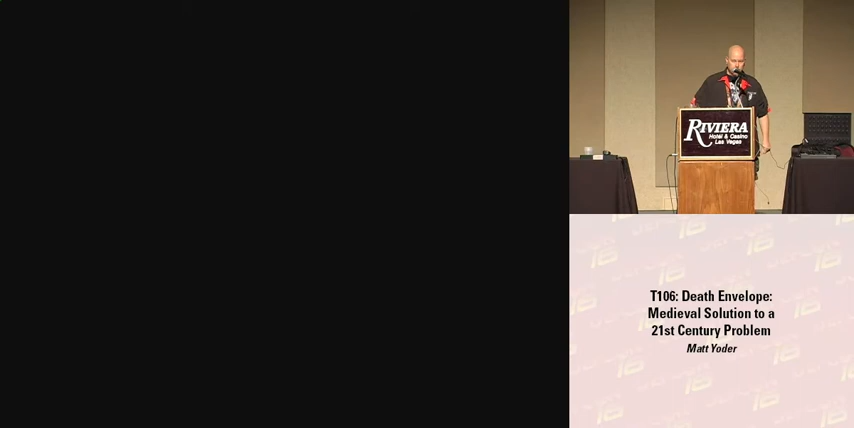 RIVIERA
Hotel & Casino
Las Vegas
T106: Death Envelope:
Medieval Solution to a
21st Century Problem
Matt Yoder